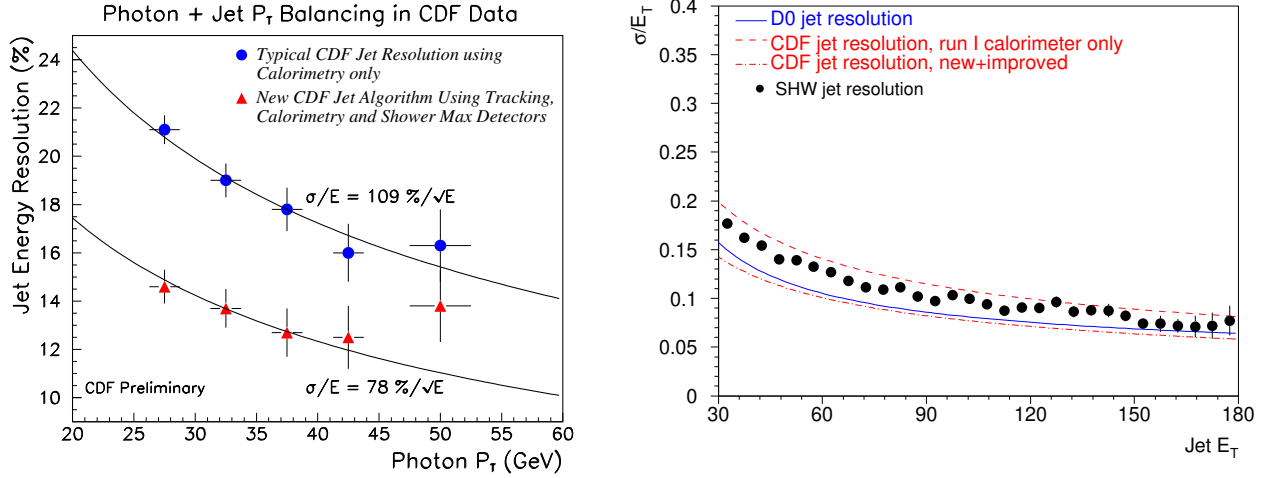 Photon + Jet P_T Balancing in CDF Data
Jet Energy Resolution (%)
24
22
20
18
16
14
12
10
Typical CDF Jet Resolution using
Calorimetry only
New CDF Jet Algorithm Using Tracking,
Calorimetry and Shower Max Detectors
σ/E = 109 %/√E
σ/E = 78 %/√E
CDF Preliminary
20 25 30 35 40 45 50 55 60
Photon P_T (GeV)
σ/E_T
0.4
0.35
0.3
0.25
0.2
0.15
0.1
0.05
0
D0 jet resolution
CDF jet resolution, run I calorimeter only
CDF jet resolution, new+improved
SHW jet resolution
30 60 90 120 150 180
Jet E_T